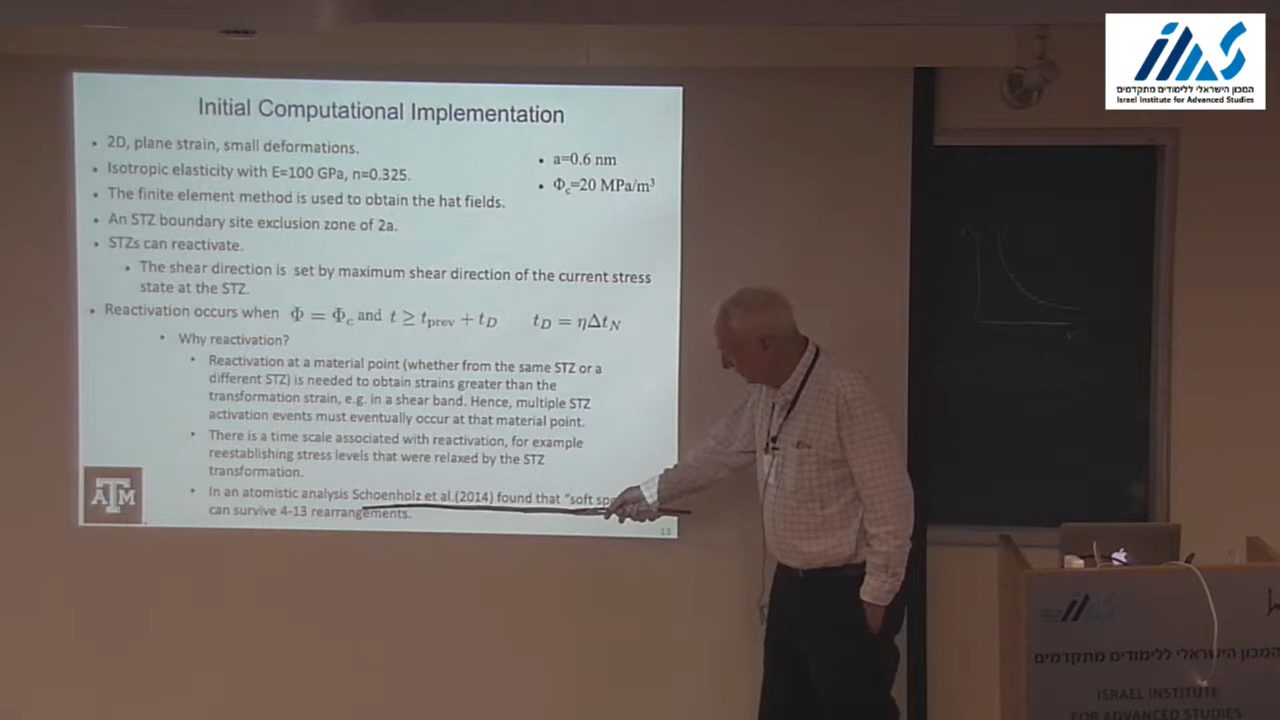 Initial Computational Implementation
• 2D, plane strain, small deformations.
• Isotropic elasticity with E=100 GPa, n=0.325.
• The finite element method is used to obtain the hat fields.
• An STZ boundary site exclusion zone of 2a.
• STZs can reactivate.
• The shear direction is set by maximum shear direction of the current stress
state at the STZ.
• Reactivation occurs when Φ = Φc and t ≥ tprev + tD   tD = ηΔtN
• Why reactivation?
• Reactivation at a material point (whether from the same STZ or a
different STZ) is needed to obtain strains greater than the
transformation strain, e.g. in a shear band. Hence, multiple STZ
activation events must eventually occur at that material point.
• There is a time scale associated with reactivation, for example
reestablishing stress levels that were relaxed by the STZ
transformation.
• In an atomistic analysis Schoenholz et al.(2014) found that "soft
can survive 4-13 rearrangements.
• a=0.6 nm
• Φc=20 MPa/m³
13
ATM
ias
המכון הישראלי ללימודים מתקדמים
Israel Institute for Advanced Studies
ias
המכון הישראלי ללימודים מתקדמים
ISRAEL INSTITUTE
FOR ADVANCED STUDIES